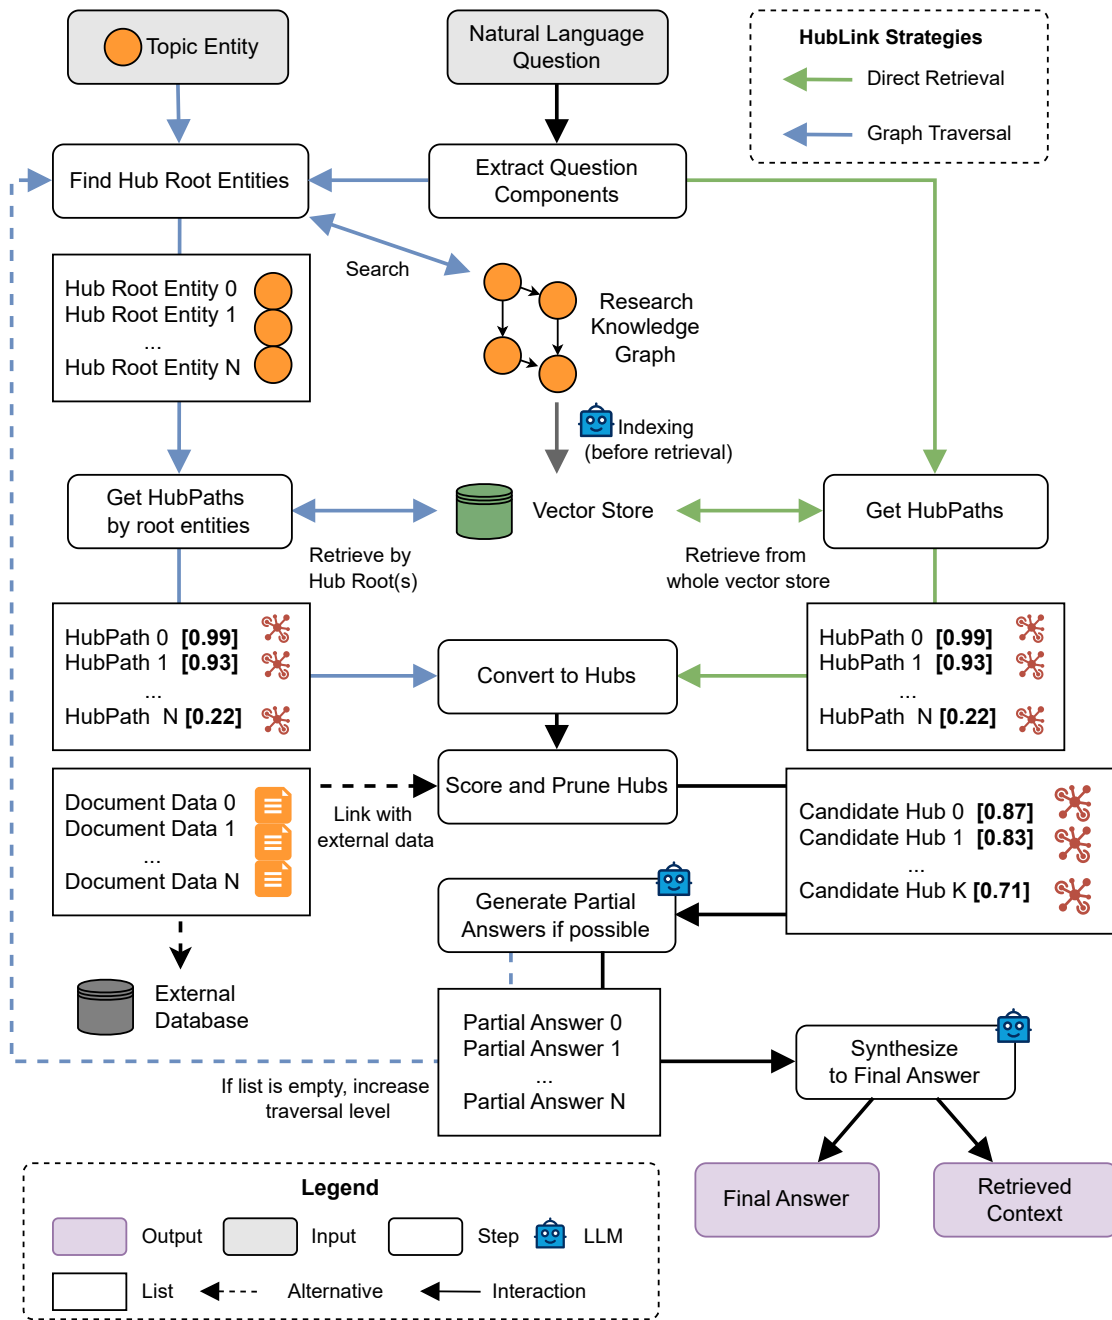 Topic Entity
Natural Language
Question
HubLink Strategies
Direct Retrieval
Graph Traversal
Find Hub Root Entities
Extract Question
Components
Search
Hub Root Entity 0
Hub Root Entity 1
...
Hub Root Entity N
Research
Knowledge
Graph
Indexing
(before retrieval)
Get HubPaths
by root entities
Vector Store
Get HubPaths
Retrieve by
Hub Root(s)
Retrieve from
whole vector store
HubPath 0 [0.99]
HubPath 1 [0.93]
...
HubPath N [0.22]
Convert to Hubs
HubPath 0 [0.99]
HubPath 1 [0.93]
...
HubPath N [0.22]
Document Data 0
Document Data 1
...
Document Data N
Link with
external data
Score and Prune Hubs
Candidate Hub 0 [0.87]
Candidate Hub 1 [0.83]
...
Candidate Hub K [0.71]
Generate Partial
Answers if possible
External
Database
Partial Answer 0
Partial Answer 1
...
Partial Answer N
If list is empty, increase
traversal level
Synthesize
to Final Answer
Final Answer
Retrieved
Context
Legend
Output
Input
Step
LLM
List
Alternative
Interaction